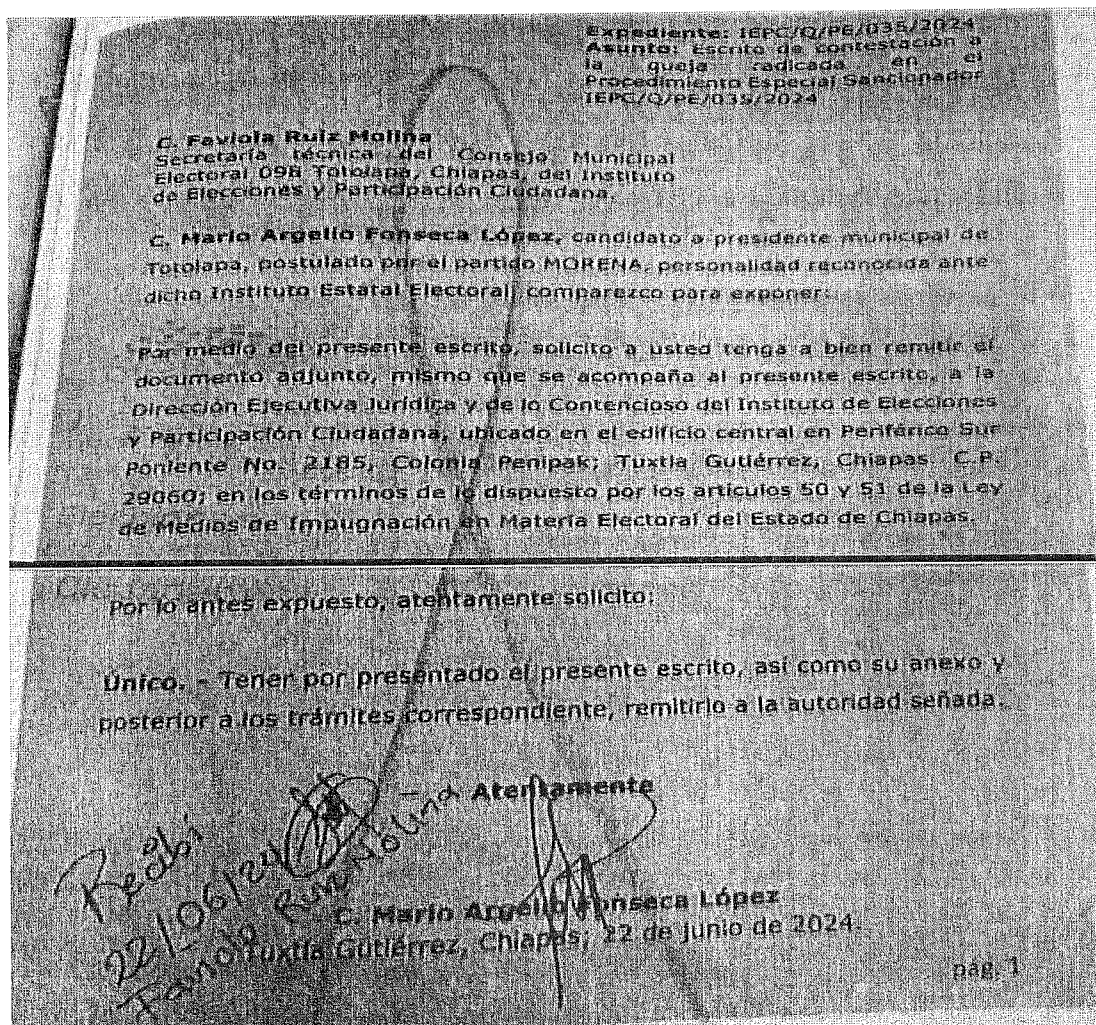 Expediente: IEPC/Q/PE/035/2024
Asunto: Escrito de contestación a
la queja radicada en el
Procedimiento Especial Sancionador
IEPC/Q/PE/035/2024
C. Faviola Ruiz Molina
Secretaria técnica del Consejo Municipal
Electoral 098 Totolapa, Chiapas, del Instituto
de Elecciones y Participación Ciudadana.
C. Mario Argelio Fonseca López, candidato a presidente municipal de
Totolapa, postulado por el partido MORENA, personalidad reconocida ante
dicho Instituto Estatal Electoral, comparezco para exponer:
Por medio del presente escrito, solicito a usted tenga a bien remitir el
documento adjunto, mismo que se acompaña al presente escrito, a la
Dirección Ejecutiva Jurídica y de lo Contencioso del Instituto de Elecciones
y Participación Ciudadana, ubicado en el edificio central en Periférico Sur
Poniente No. 2185, Colonia Penipak; Tuxtla Gutiérrez, Chiapas. C.P.
29060; en los términos de lo dispuesto por los artículos 50 y 51 de la Ley
de Medios de Impugnación en Materia Electoral del Estado de Chiapas.
Por lo antes expuesto, atentamente solicito:
Único. - Tener por presentado el presente escrito, así como su anexo y
posterior a los trámites correspondiente, remitirlo a la autoridad señada.
Atentamente
Recibi
22/06/24
Faviola Ruiz Molina
C. Mario Argelio Fonseca López
Tuxtla Gutiérrez, Chiapas; 22 de junio de 2024.
pág. 1